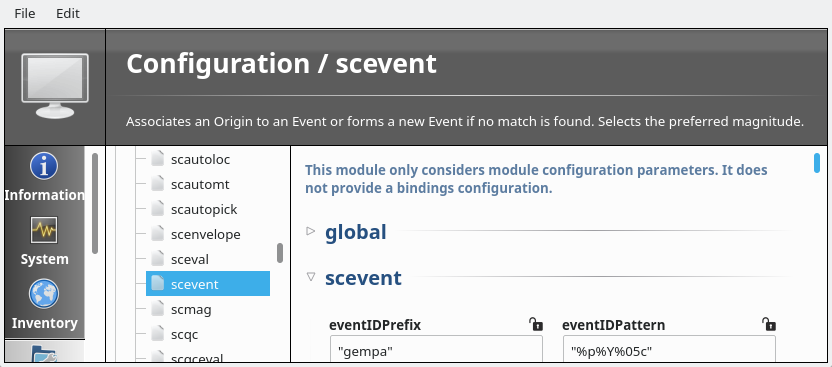 File Edit
Configuration / scevent
Associates an Origin to an Event or forms a new Event if no match is found. Selects the preferred magnitude.
Information
System
Inventory
scautoloc
scautomt
scautopick
scenvelope
sceval
scevent
scmag
scqc
scqceval
This module only considers module configuration parameters. It does
not provide a bindings configuration.
global
scevent
eventIDPrefix eventIDPattern
"gempa" "%p%Y%05c"